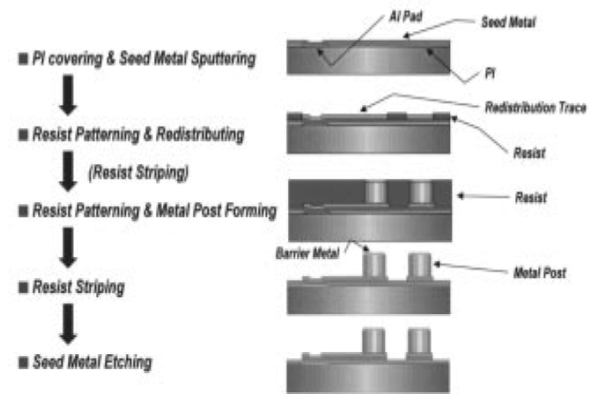 Al Pad
Seed Metal
■ PI covering & Seed Metal Sputtering
PI
Redistribution Trace
■ Resist Patterning & Redistributing
Resist
(Resist Striping)
Resist
■ Resist Patterning & Metal Post Forming
Barrier Metal
Metal Post
■ Resist Striping
■ Seed Metal Etching